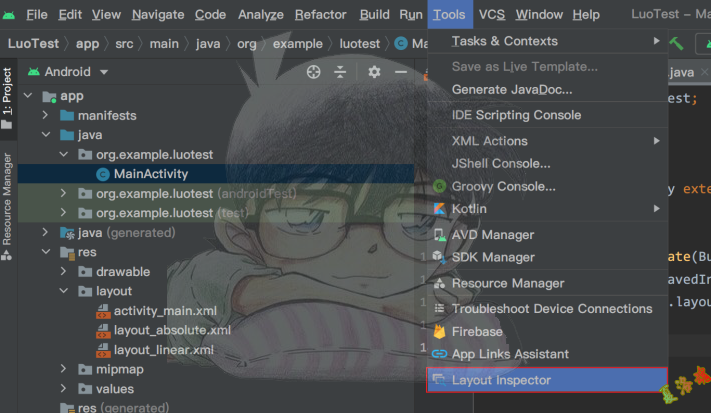 File Edit View Navigate Code Analyze Refactor Build Run Tools VCS Window Help LuoTest - M
LuoTest app src main java org example luotest Ma
Android
1: Project
Resource Manager
app
manifests
java
org.example.luotest
MainActivity
org.example.luotest (androidTest)
org.example.luotest (test)
java (generated)
res
drawable
layout
activity_main.xml
layout_absolute.xml
layout_linear.xml
mipmap
values
res (generated)
Tasks & Contexts
Save as Live Template...
Generate JavaDoc...
IDE Scripting Console
XML Actions
JShell Console...
Groovy Console...
Kotlin
AVD Manager
SDK Manager
Resource Manager
Troubleshoot Device Connections
Firebase
App Links Assistant
Layout Inspector
.java
est;
y exte
ate(Bu
avedIn
.layou